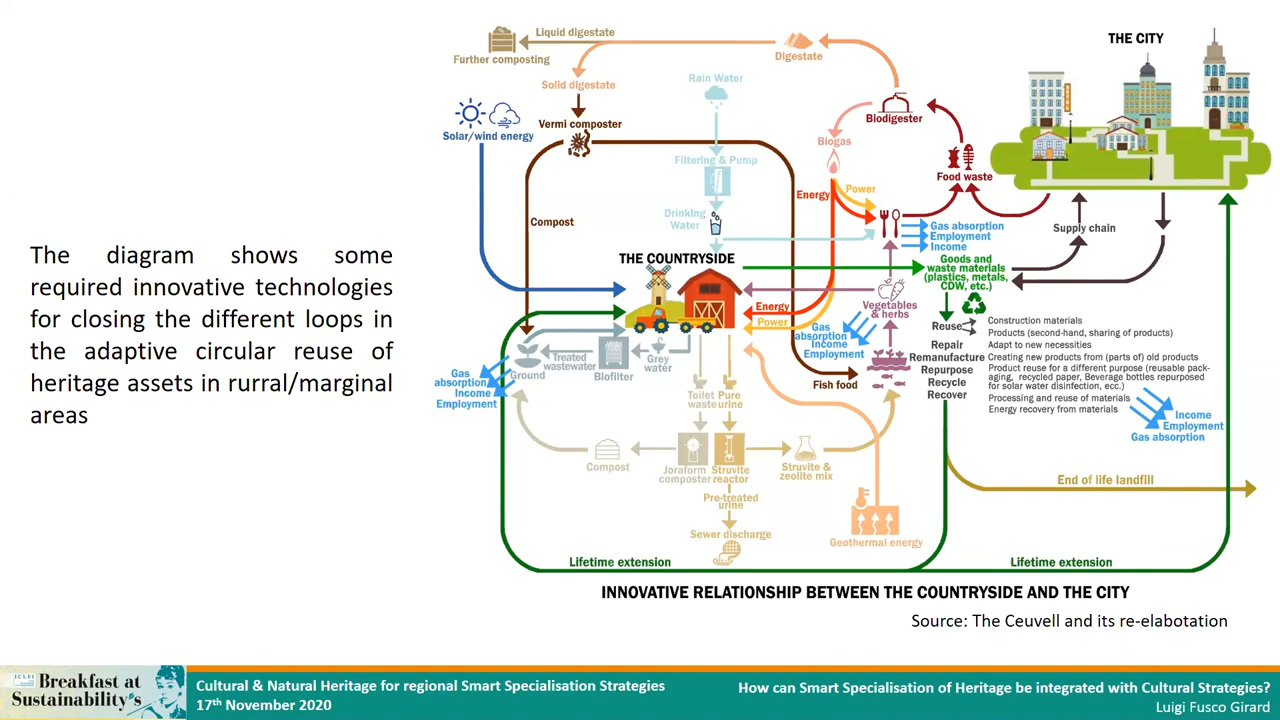 The diagram shows some
required innovative technologies
for closing the different loops in
the adaptive circular reuse of
heritage assets in rurral/marginal
areas
THE CITY
Liquid digestate
Further composting
Digestate
Solid digestate
Rain Water
Solar/wind energy
Vermi composter
Biodigester
Biogas
Filtering & Pump
Food waste
Energy
Power
Compost
Drinking
Water
Gas absorption
Employment
Income
Supply chain
THE COUNTRYSIDE
Goods and
waste materials
(plastics, metals,
CDW, etc.)
Vegetables
& herbs
Energy
Power
Gas
absorption
Income
Employment
Reuse
Repair
Remanufacture
Repurpose
Recycle
Recover
Construction materials
Products (second-hand, sharing of products)
Adapt to new necessities
Creating new products from (parts of) old products
Product reuse for a different purpose (reusable pack-
aging, recycled paper, Beverage bottles repurposed
for solar water disinfection, ec.)
Processing and reuse of materials
Energy recovery from materials
Income
Employment
Gas absorption
Treated
wastewater
Grey
water
Ground
Biofilter
Gas
absorption
Income
Employment
Fish food
Toilet
waste
Pure
urine
Compost
Joraform
composter
Struvite
reactor
Struvite &
zeolite mix
Pre-treated
urine
Sewer discharge
Geothermal energy
End of life landfill
Lifetime extension
Lifetime extension
INNOVATIVE RELATIONSHIP BETWEEN THE COUNTRYSIDE AND THE CITY
Source: The Ceuvell and its re-elabotation
ICLEI
Breakfast at
Sustainability's
Cultural & Natural Heritage for regional Smart Specialisation Strategies
17th November 2020
How can Smart Specialisation of Heritage be integrated with Cultural Strategies?
Luigi Fusco Girard